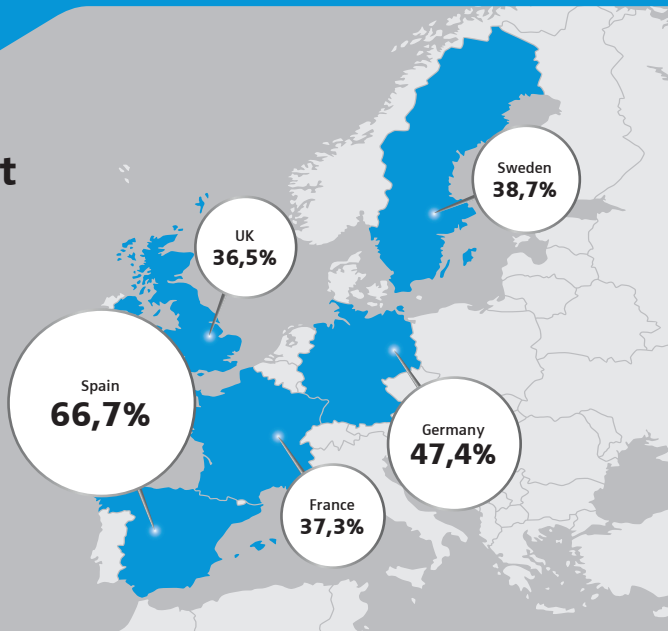 t
Sweden
38,7%
UK
36,5%
Spain
66,7%
Germany
47,4%
France
37,3%